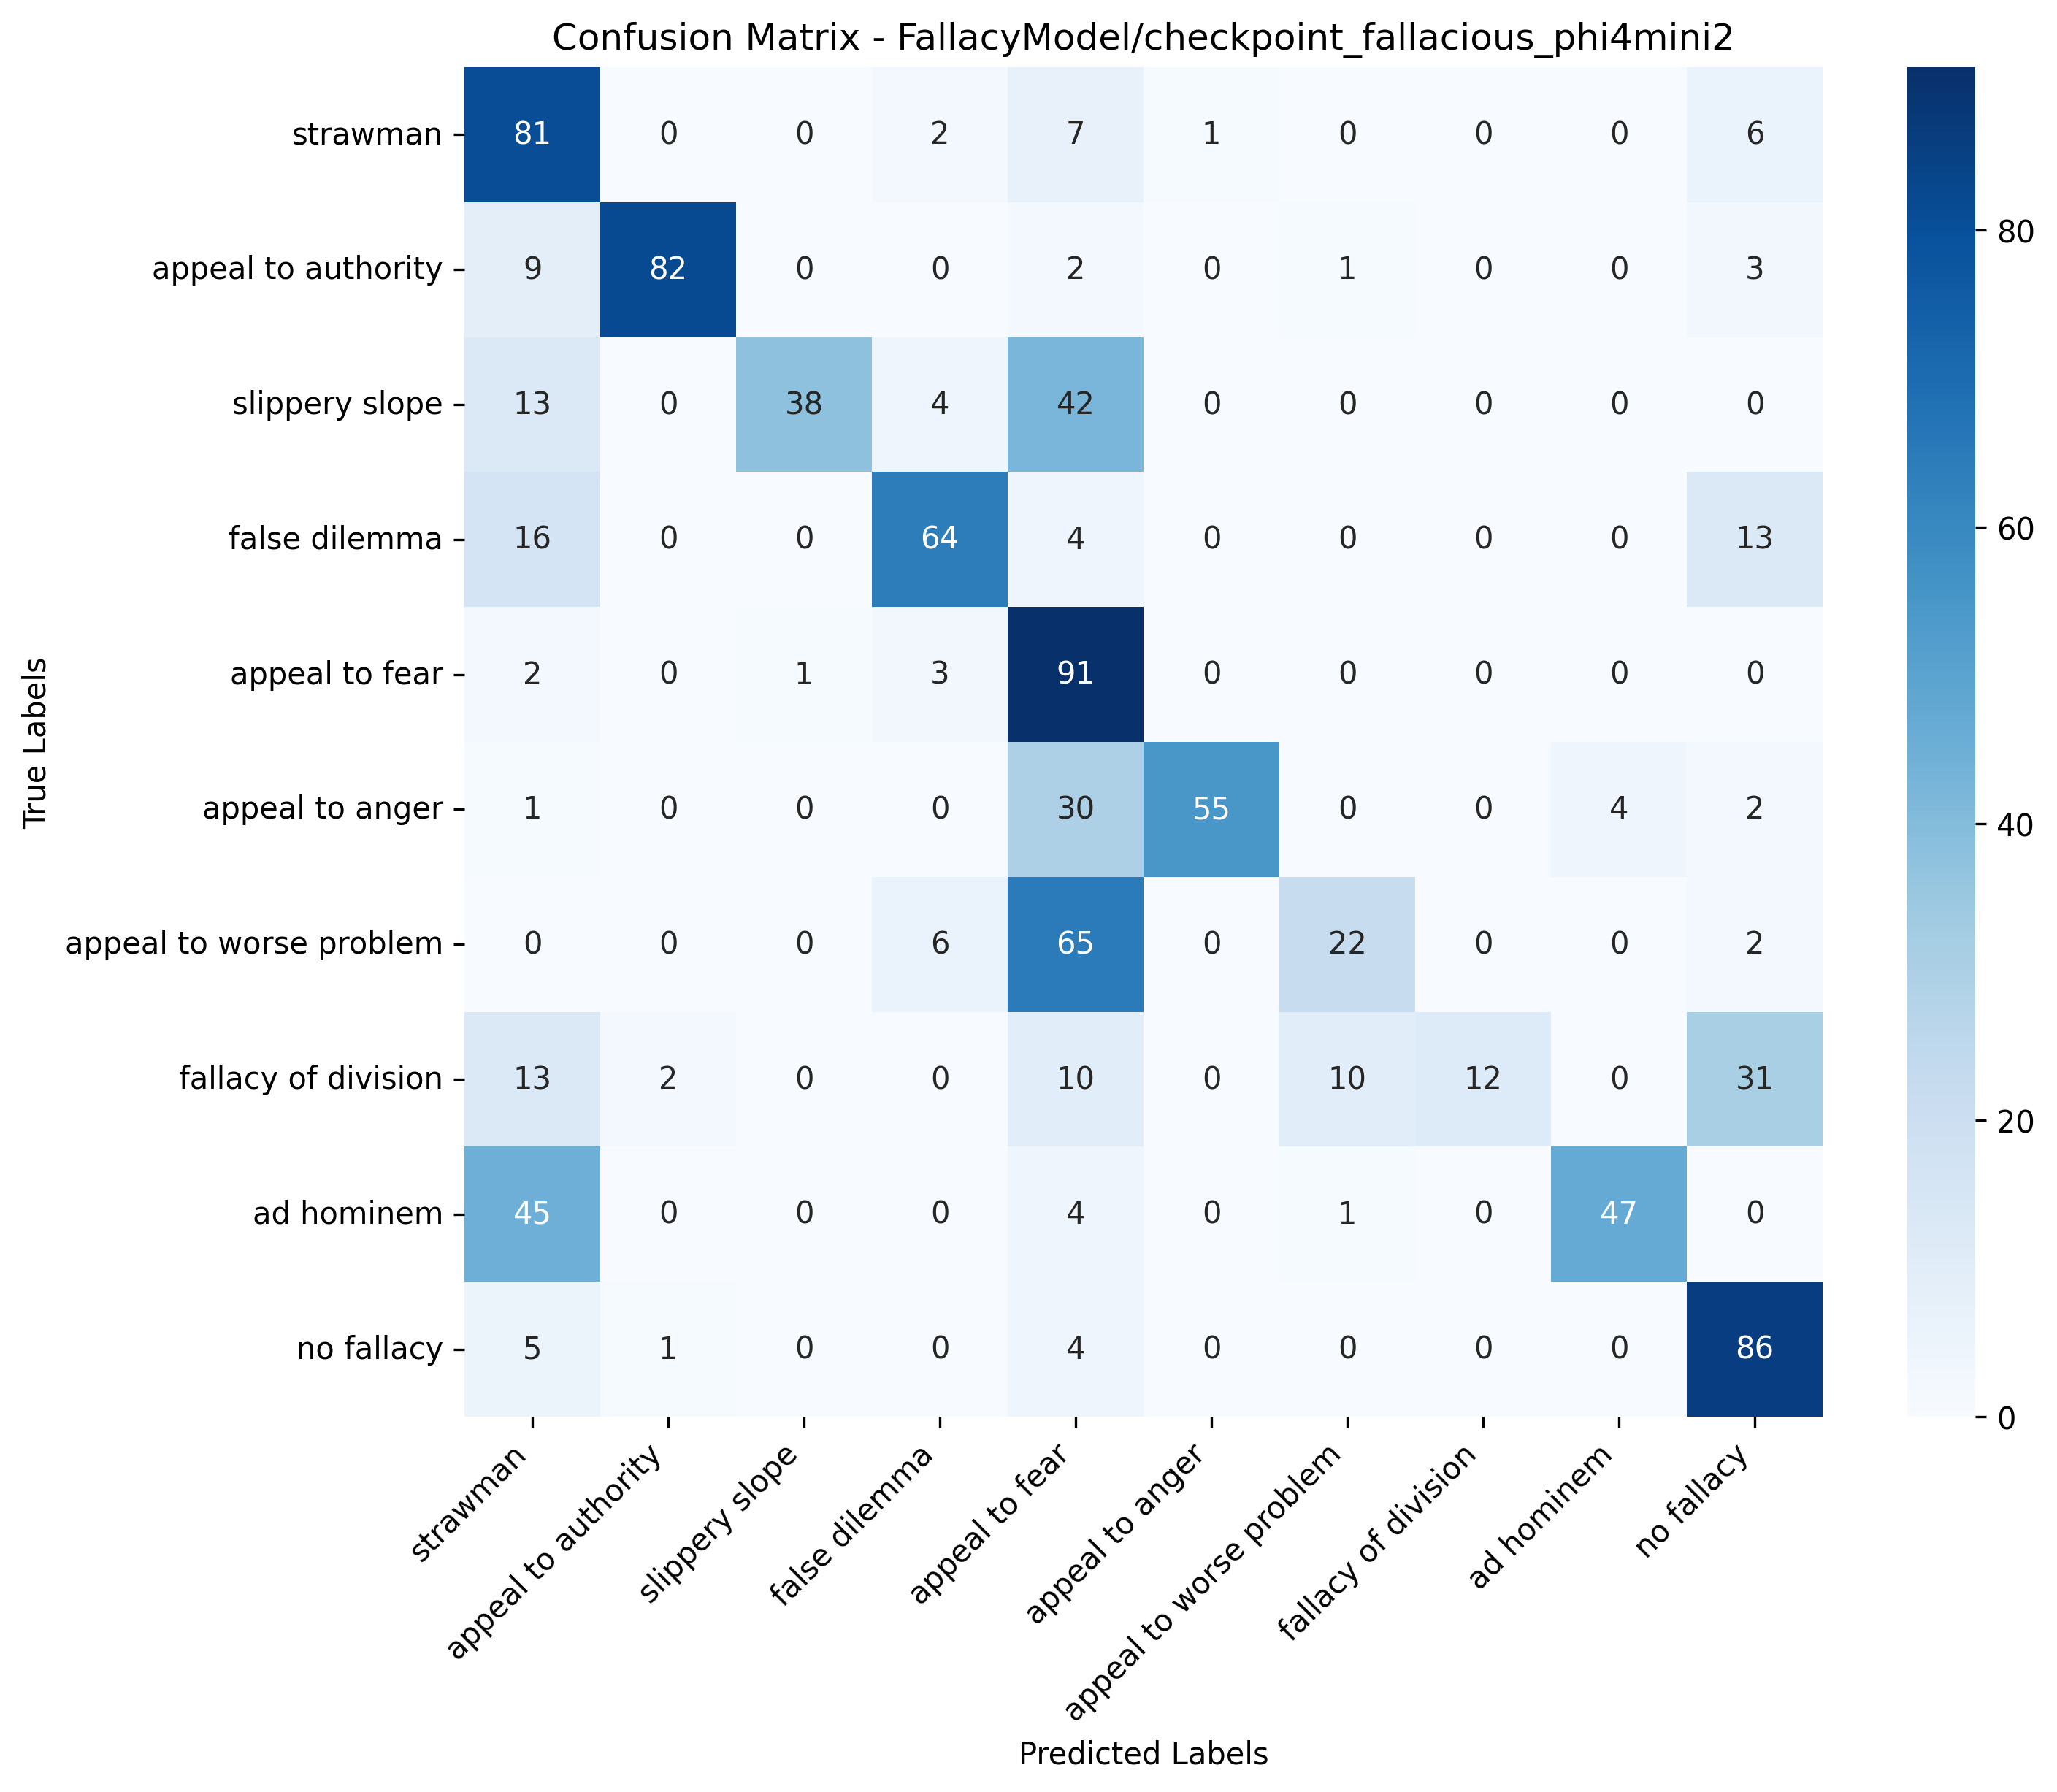 Confusion Matrix - FallacyModel/checkpoint_fallacious_phi4mini2
strawman 81 0 0 2 7 1 0 0 0 6
appeal to authority 9 82 0 0 2 0 1 0 0 3
slippery slope 13 0 38 4 42 0 0 0 0 0
false dilemma 16 0 0 64 4 0 0 0 0 13
appeal to fear 2 0 1 3 91 0 0 0 0 0
appeal to anger 1 0 0 0 30 55 0 0 4 2
appeal to worse problem 0 0 0 6 65 0 22 0 0 2
fallacy of division 13 2 0 0 10 0 10 12 0 31
ad hominem 45 0 0 0 4 0 1 0 47 0
no fallacy 5 1 0 0 4 0 0 0 0 86
True Labels
strawman
appeal to authority
slippery slope
false dilemma
appeal to fear
appeal to anger
appeal to worse problem
fallacy of division
ad hominem
no fallacy
Predicted Labels
80
60
40
20
0